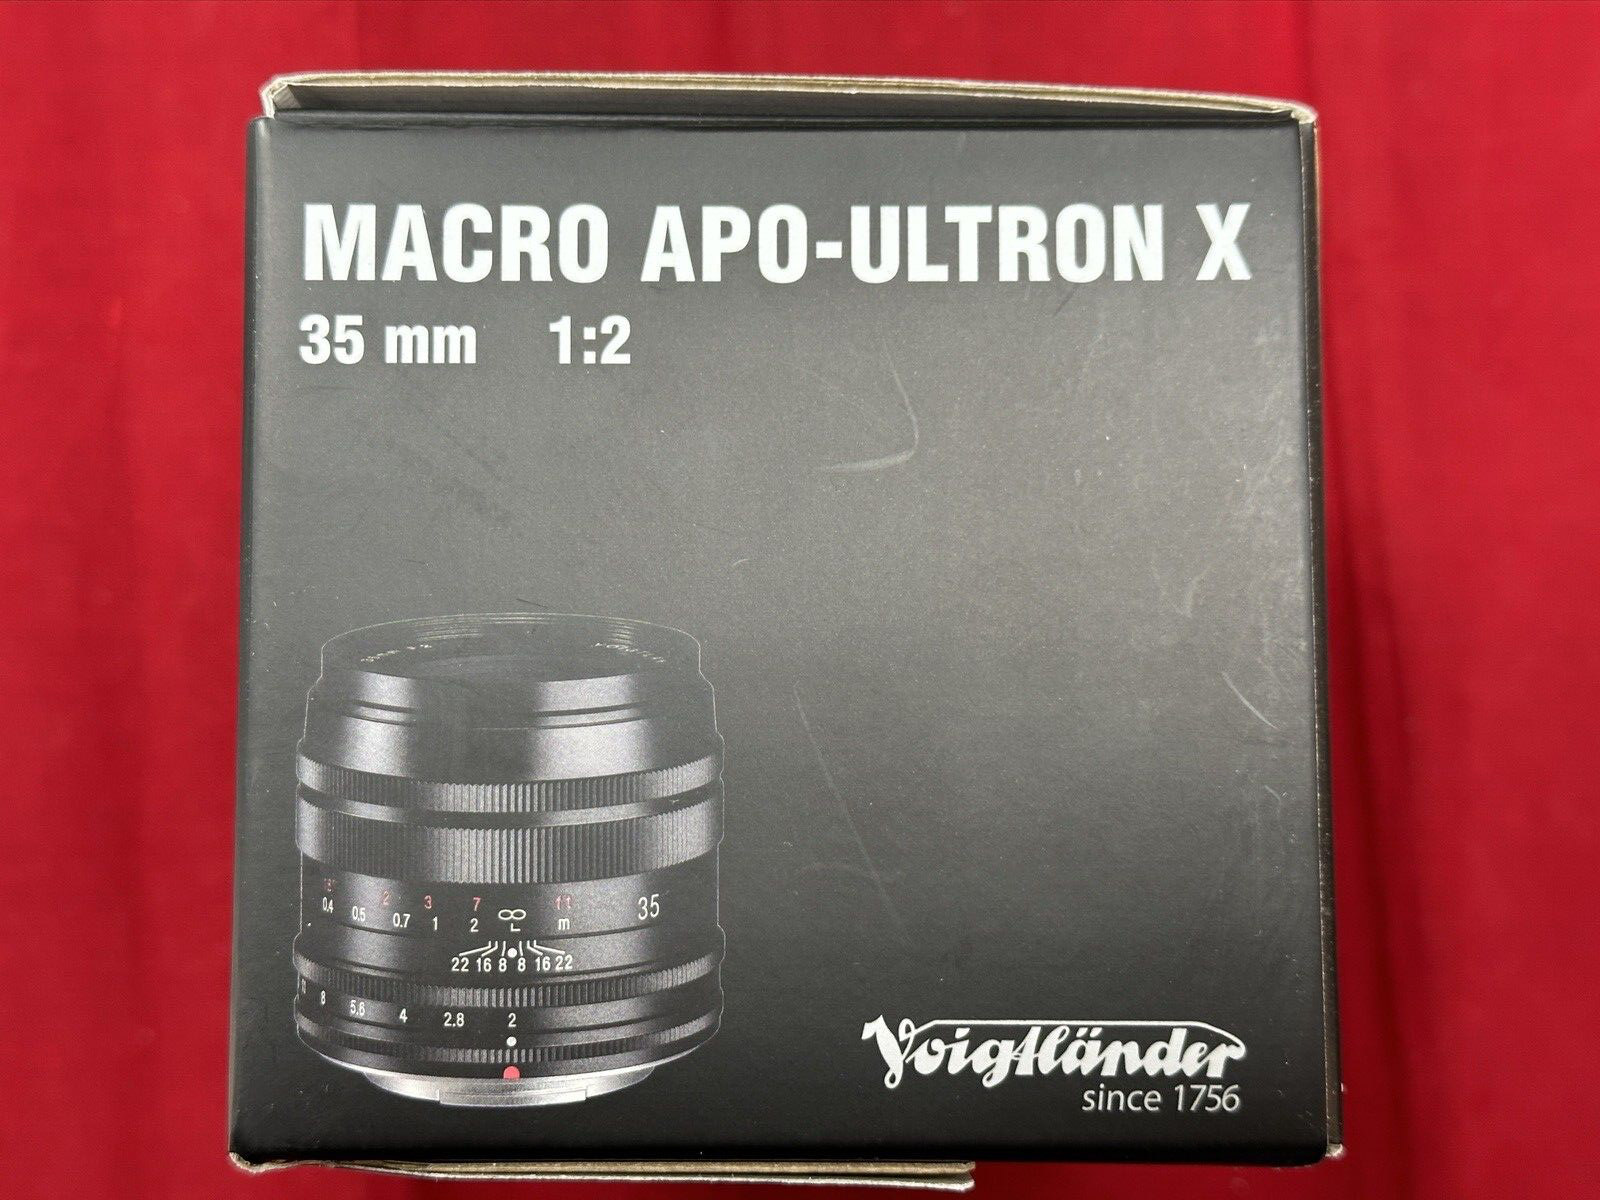 MACRO APO-ULTRON X
35 mm 1:2
2 3 7 ft
0.4 0.5 0.7 1 2 ∞ m 35
L
22 16 8 8 16 22
8 5.6 4 2.8 2
Voigtländer
since 1756